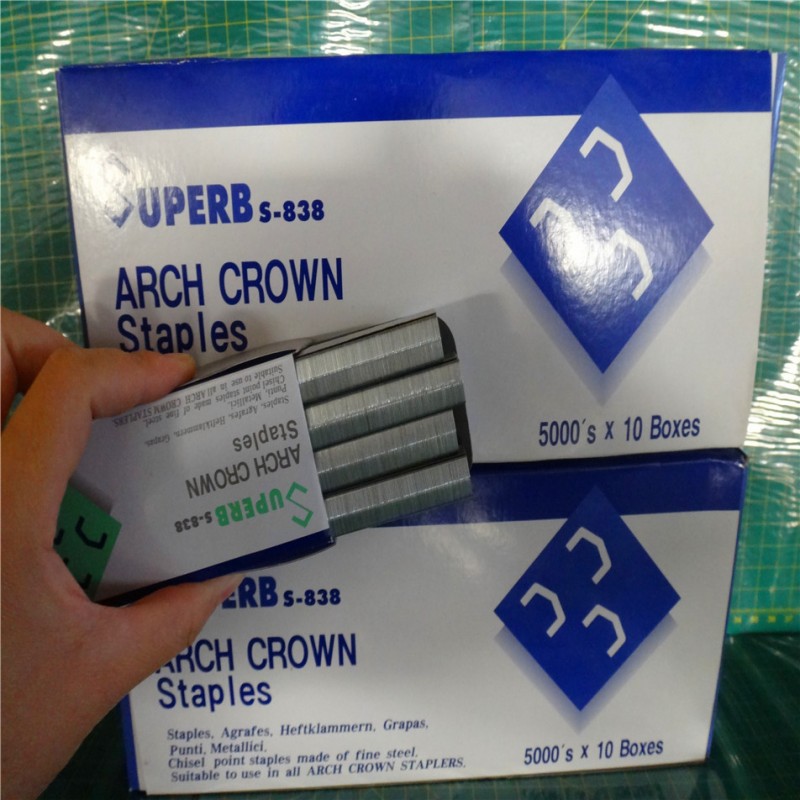 SUPERB S-838
ARCH CROWN
Staples
5000's x 10 Boxes
Suitable to use in all ARCH CROWN STAPLERS.
Chisel point staples made of fine steel.
Punti, Metallici,
Staples, Agrafes, Heftklammern, Grapas,
Staples
ARCH CROWN
SUPERB S-838
ERB S-838
ARCH CROWN
Staples
Staples, Agrafes, Heftklammern, Grapas,
Punti, Metallici,
Chisel point staples made of fine steel.
Suitable to use in all ARCH CROWN STAPLERS.
5000's x 10 Boxes